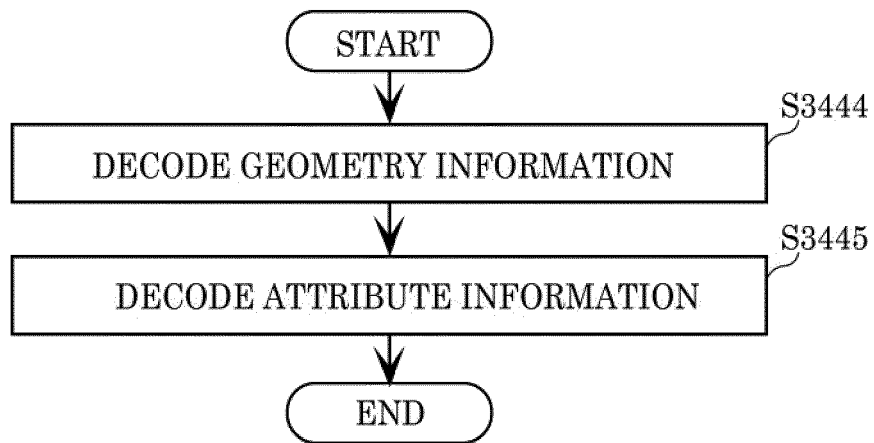 START
S3444
DECODE GEOMETRY INFORMATION
S3445
DECODE ATTRIBUTE INFORMATION
END